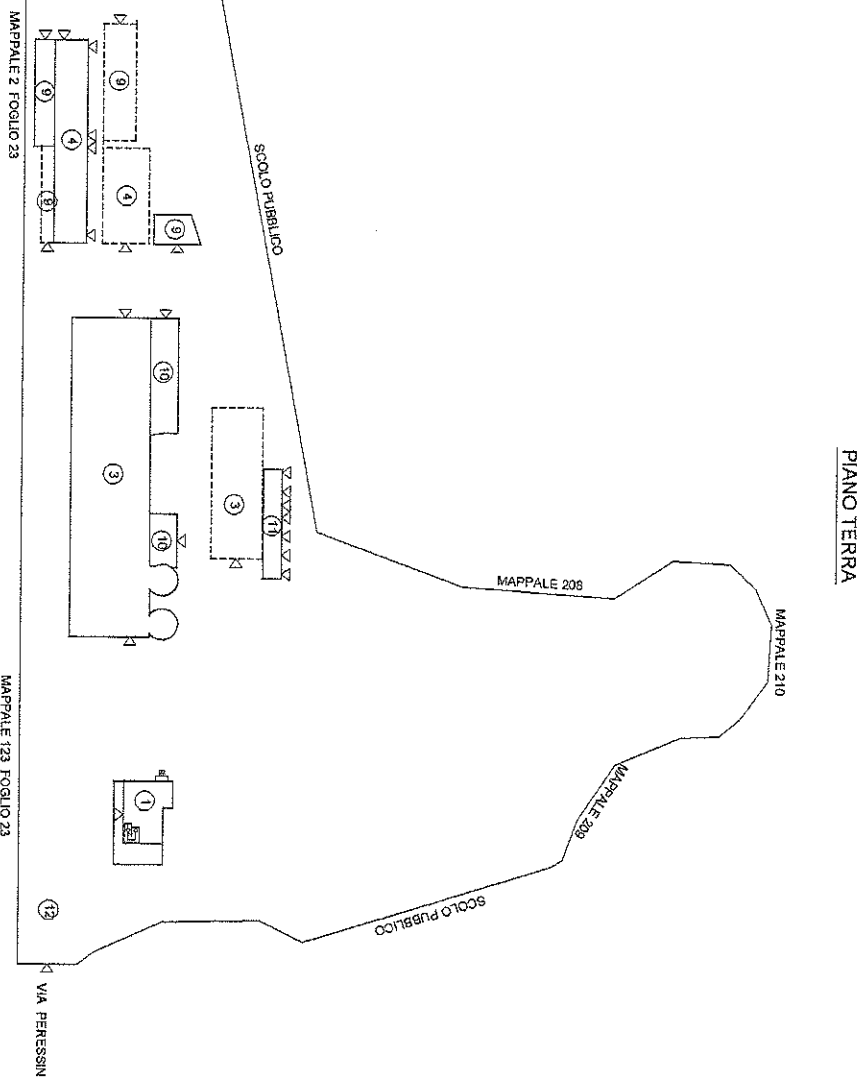 PIANO TERRA
MAPPALE 2 FOGLIO 23
9
9
4
9
4
9
SCOLO PUBBLICO
10
3
10
3
11
MAPPALE 208
MAPPALE 210
MAPPALE 209
SCOLO PUBBLICO
1
12
MAPPALE 123 FOGLIO 23
VIA PERESSIN